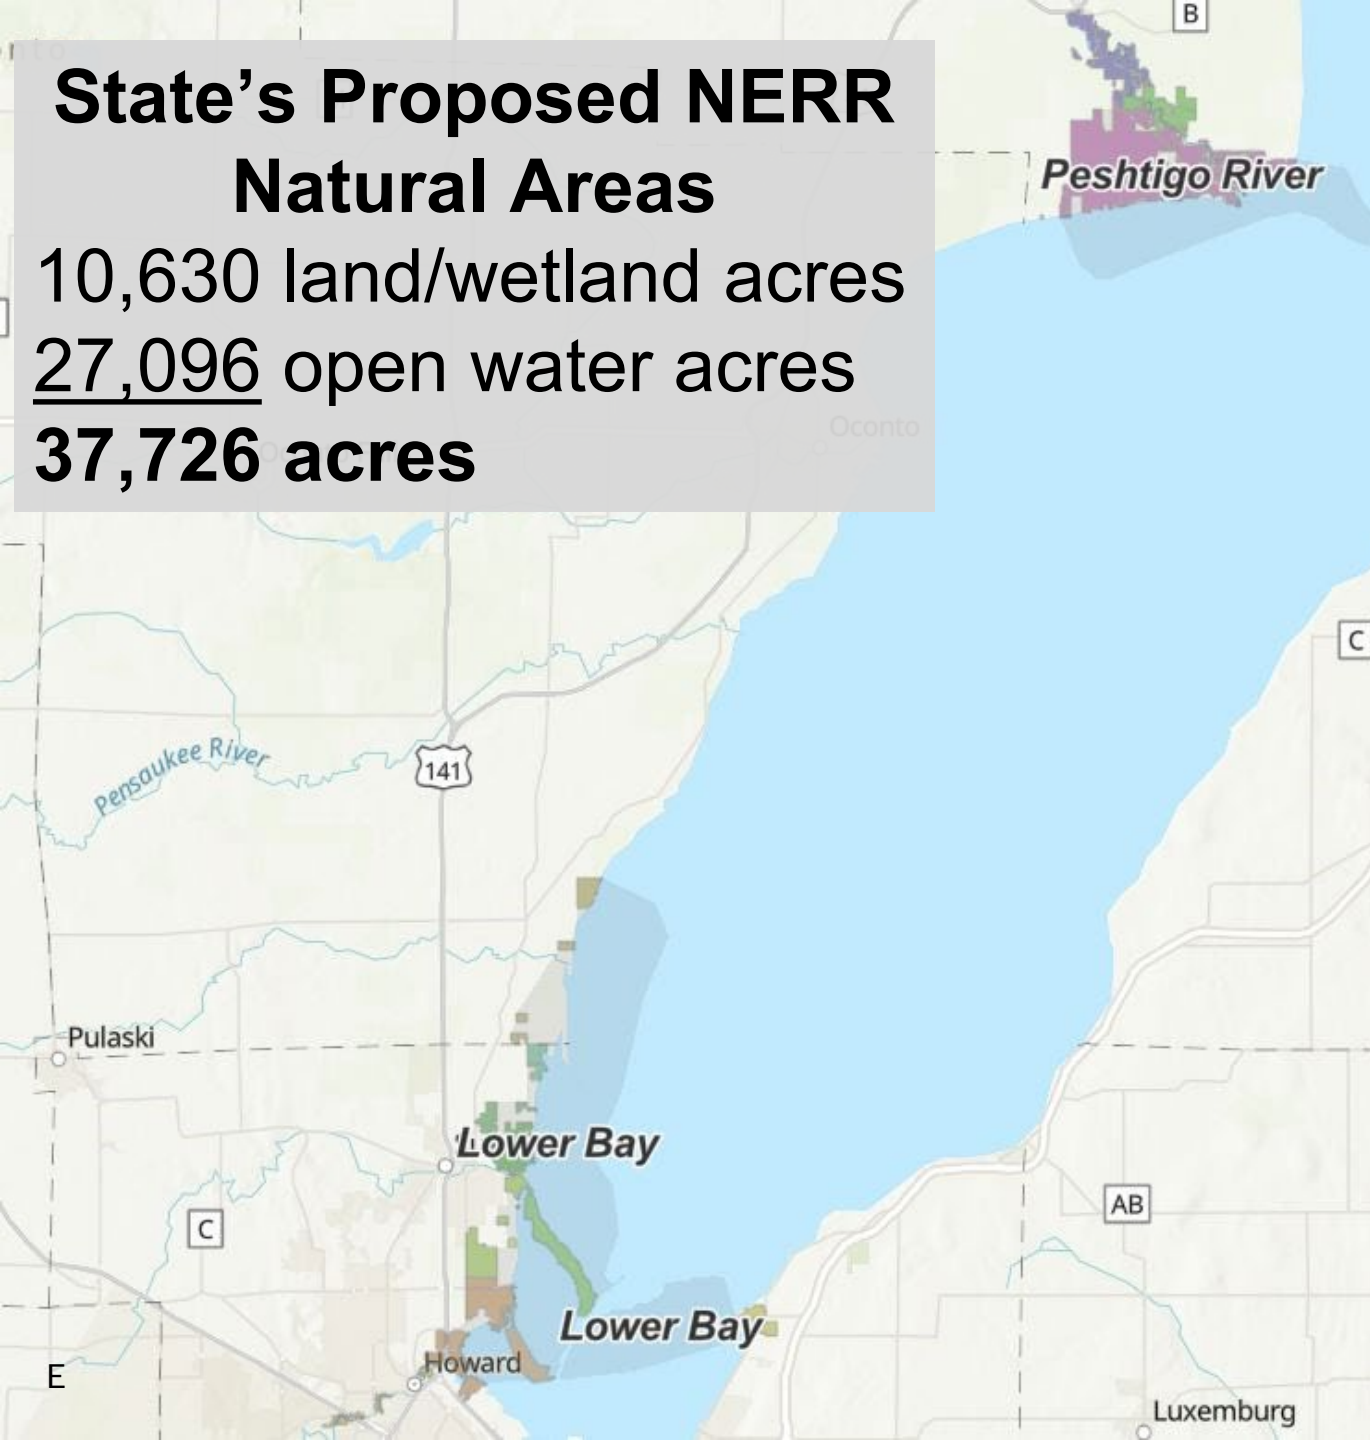 B
State's Proposed NERR
Natural Areas
10,630 land/wetland acres
27,096 open water acres
37,726 acres
Peshtigo River
Oconto
C
Pensaukee River
141
Pulaski
Lower Bay
AB
C
Lower Bay
Howard
E
Luxemburg